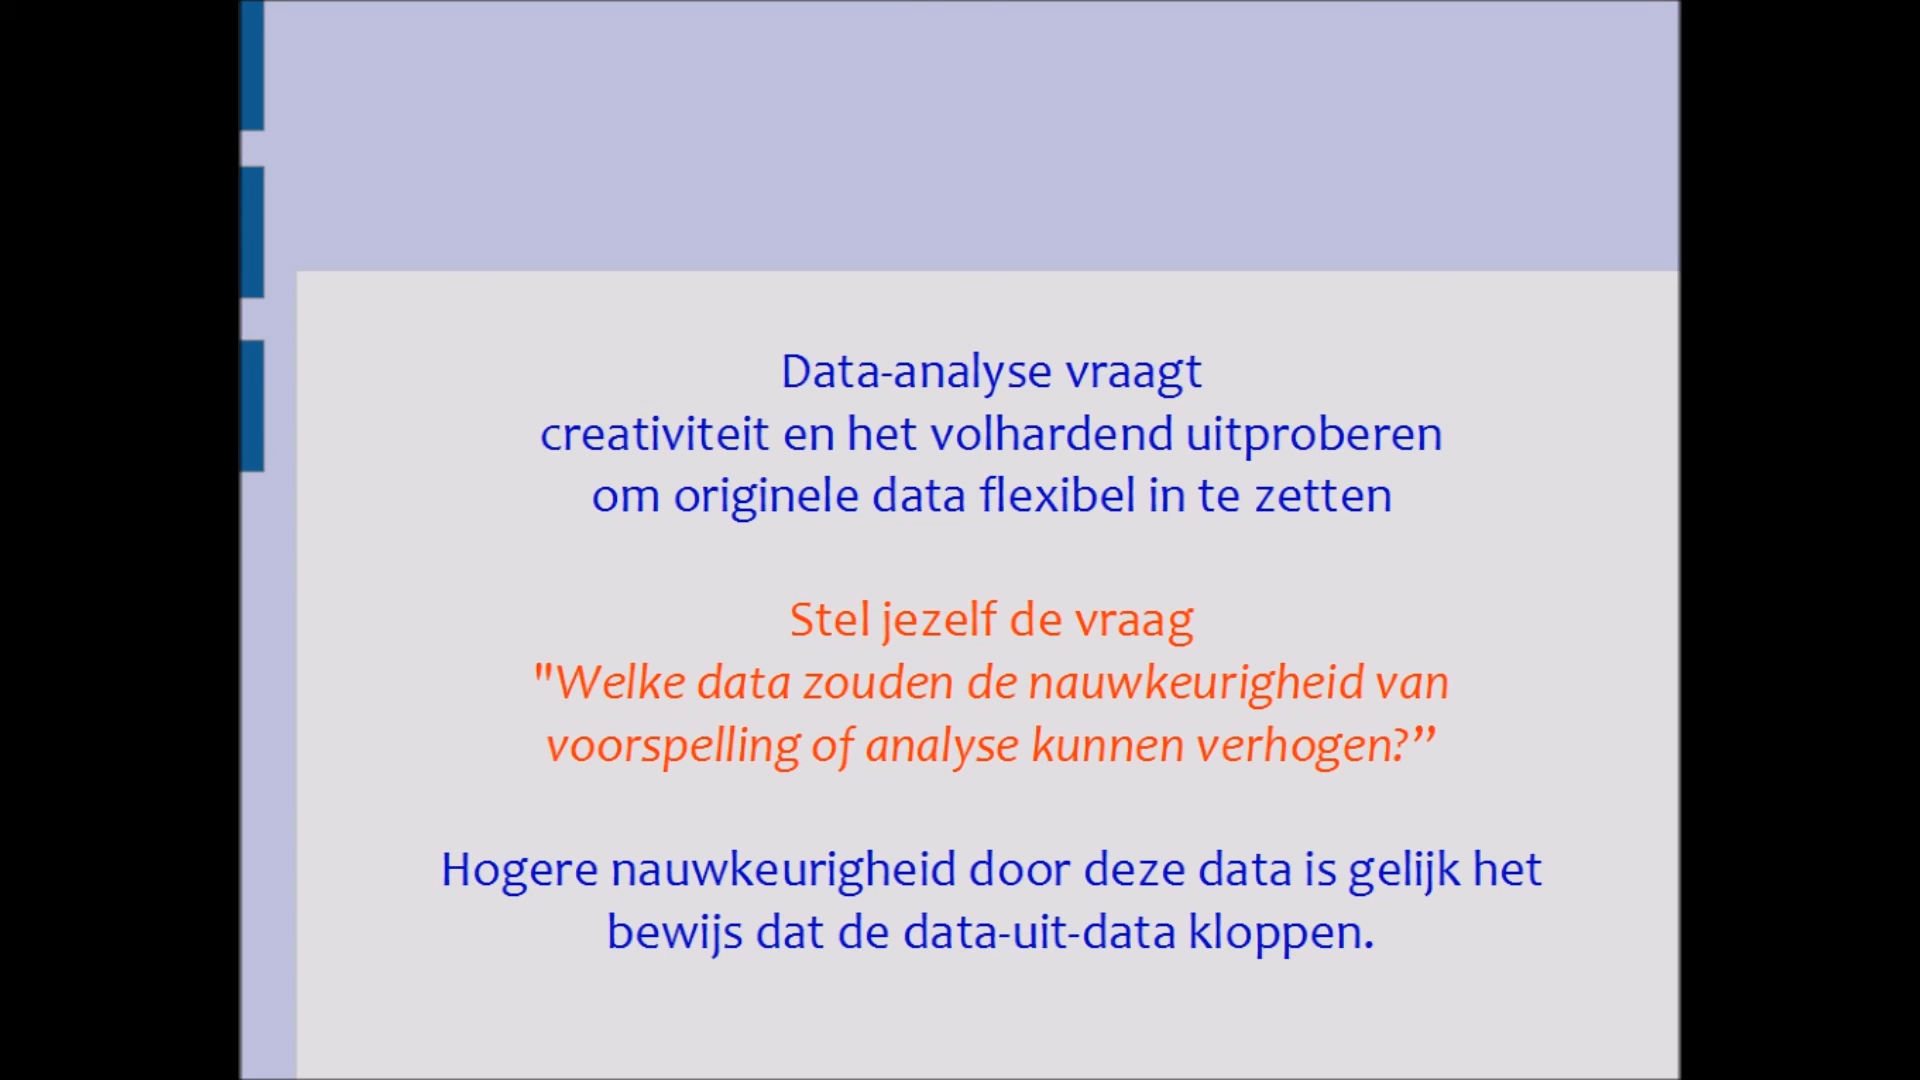 Data-analyse vraagt
creativiteit en het volhardend uitproberen
om originele data flexibel in te zetten
Stel jezelf de vraag
"Welke data zouden de nauwkeurigheid van
voorspelling of analyse kunnen verhogen?”
Hogere nauwkeurigheid door deze data is gelijk het
bewijs dat de data-uit-data kloppen.